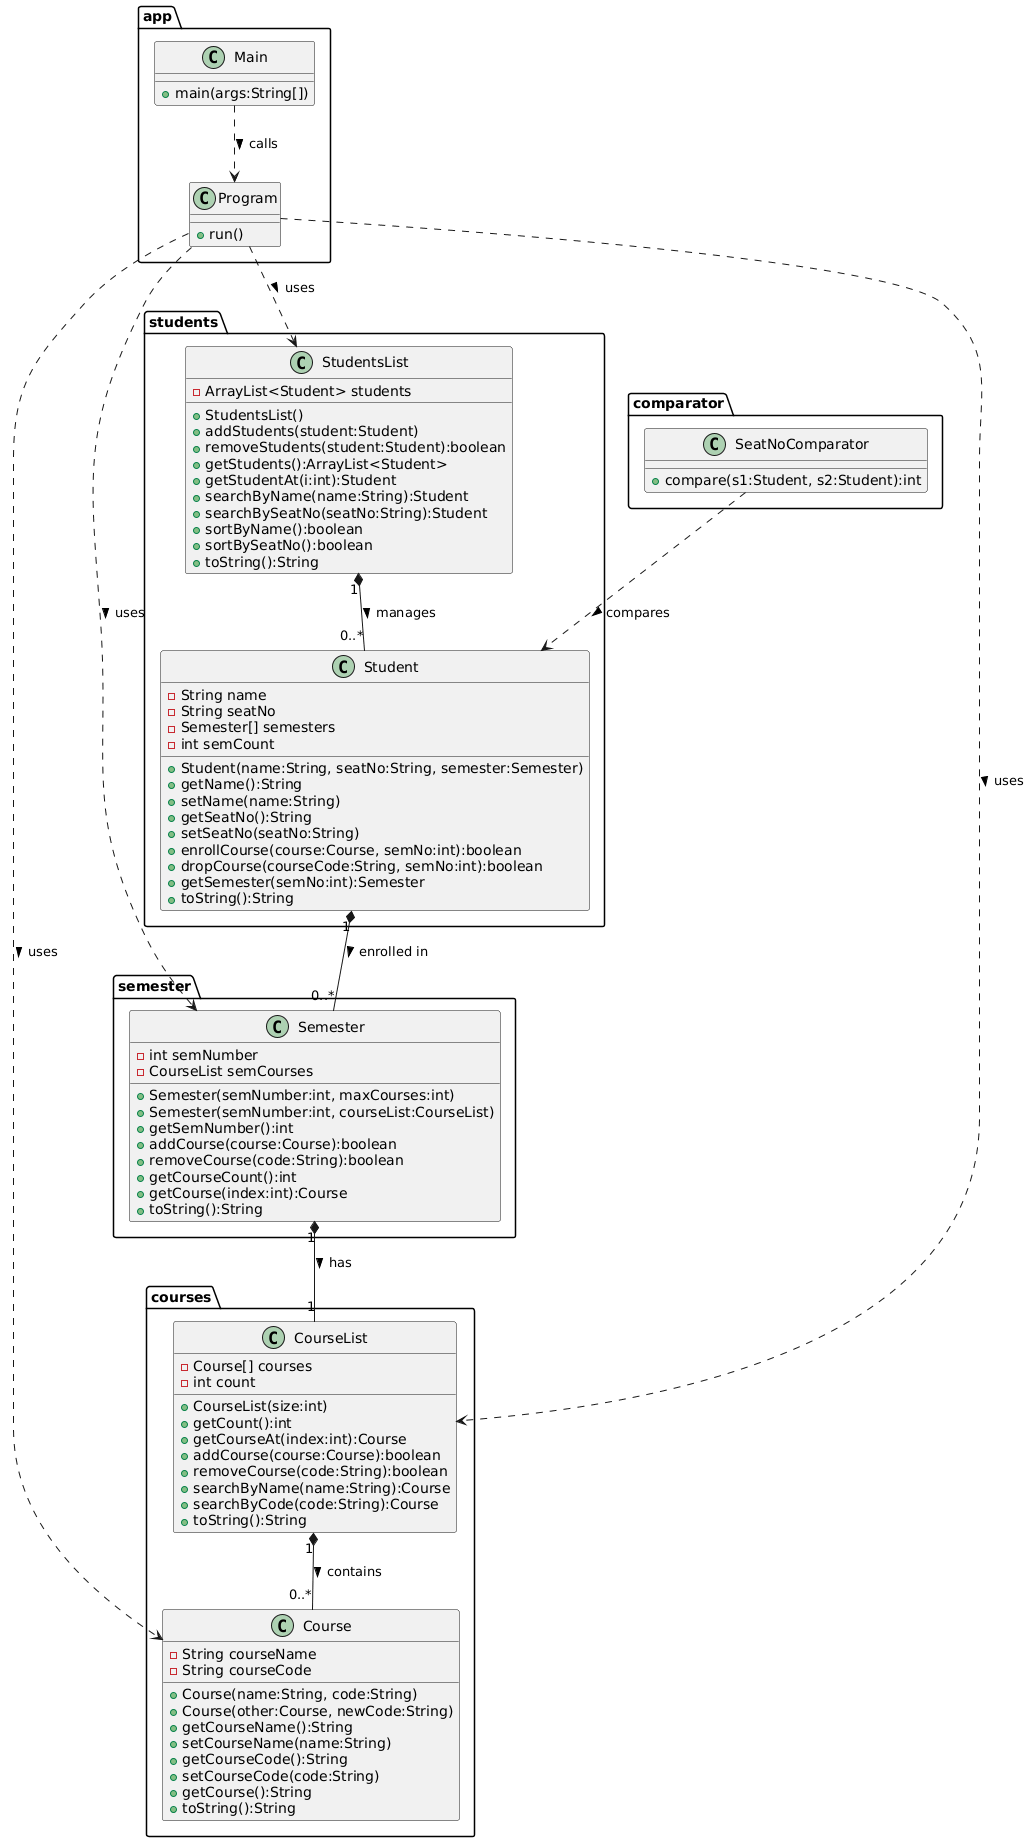 app
C Main
main(args:String[])
calls
C Program
run()
uses
students
C StudentsList
ArrayList<Student> students
StudentsList()
addStudents(student:Student)
removeStudents(student:Student):boolean
getStudents():ArrayList<Student>
getStudentAt(i:int):Student
searchByName(name:String):Student
searchBySeatNo(seatNo:String):Student
sortByName():boolean
sortBySeatNo():boolean
toString():String
comparator
C SeatNoComparator
compare(s1:Student, s2:Student):int
1
uses
manages
compares
0..*
C Student
String name
String seatNo
Semester[] semesters
int semCount
Student(name:String, seatNo:String, semester:Semester)
getName():String
setName(name:String)
getSeatNo():String
setSeatNo(seatNo:String)
enrollCourse(course:Course, semNo:int):boolean
dropCourse(courseCode:String, semNo:int):boolean
getSemester(semNo:int):Semester
toString():String
uses
1
uses
enrolled in
0..*
semester
C Semester
int semNumber
CourseList semCourses
Semester(semNumber:int, maxCourses:int)
Semester(semNumber:int, courseList:CourseList)
getSemNumber():int
addCourse(course:Course):boolean
removeCourse(code:String):boolean
getCourseCount():int
getCourse(index:int):Course
toString():String
1
has
1
courses
C CourseList
Course[] courses
int count
CourseList(size:int)
getCount():int
getCourseAt(index:int):Course
addCourse(course:Course):boolean
removeCourse(code:String):boolean
searchByName(name:String):Course
searchByCode(code:String):Course
toString():String
1
contains
0..*
C Course
String courseName
String courseCode
Course(name:String, code:String)
Course(other:Course, newCode:String)
getCourseName():String
setCourseName(name:String)
getCourseCode():String
setCourseCode(code:String)
getCourse():String
toString():String